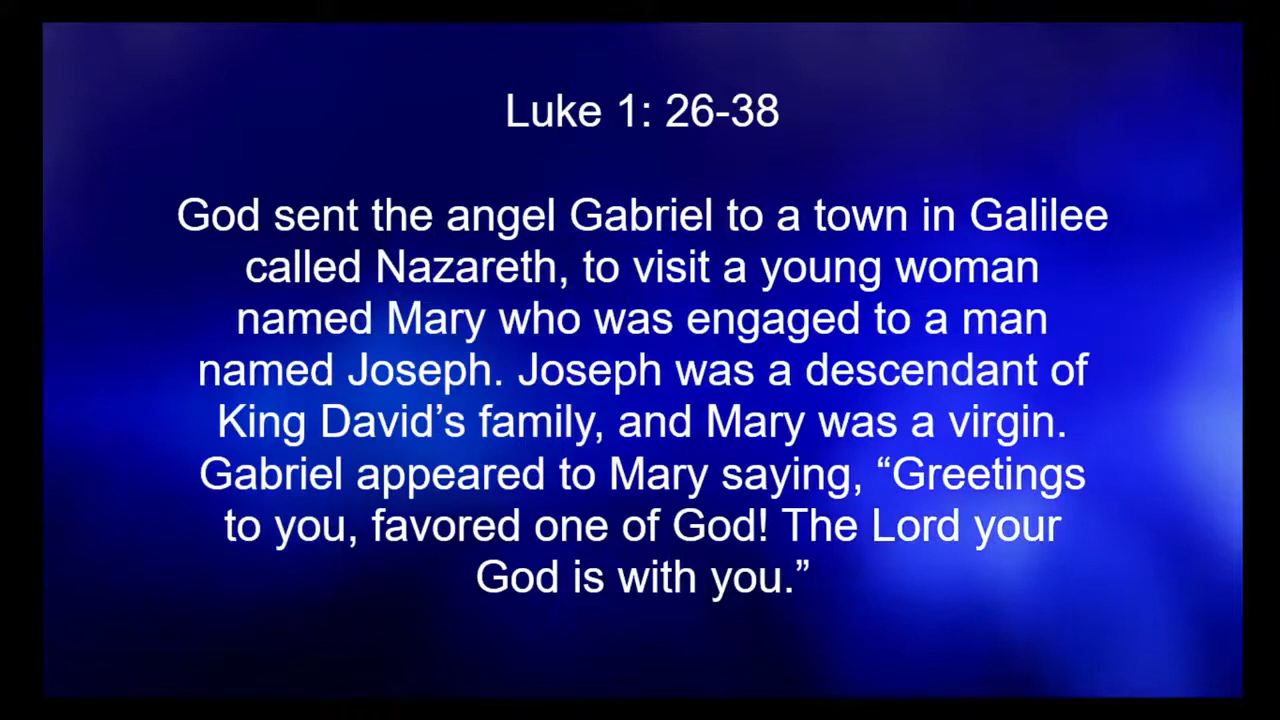 Luke 1: 26-38
God sent the angel Gabriel to a town in Galilee
called Nazareth, to visit a young woman
named Mary who was engaged to a man
named Joseph. Joseph was a descendant of
King David’s family, and Mary was a virgin.
Gabriel appeared to Mary saying, “Greetings
to you, favored one of God! The Lord your
God is with you.”